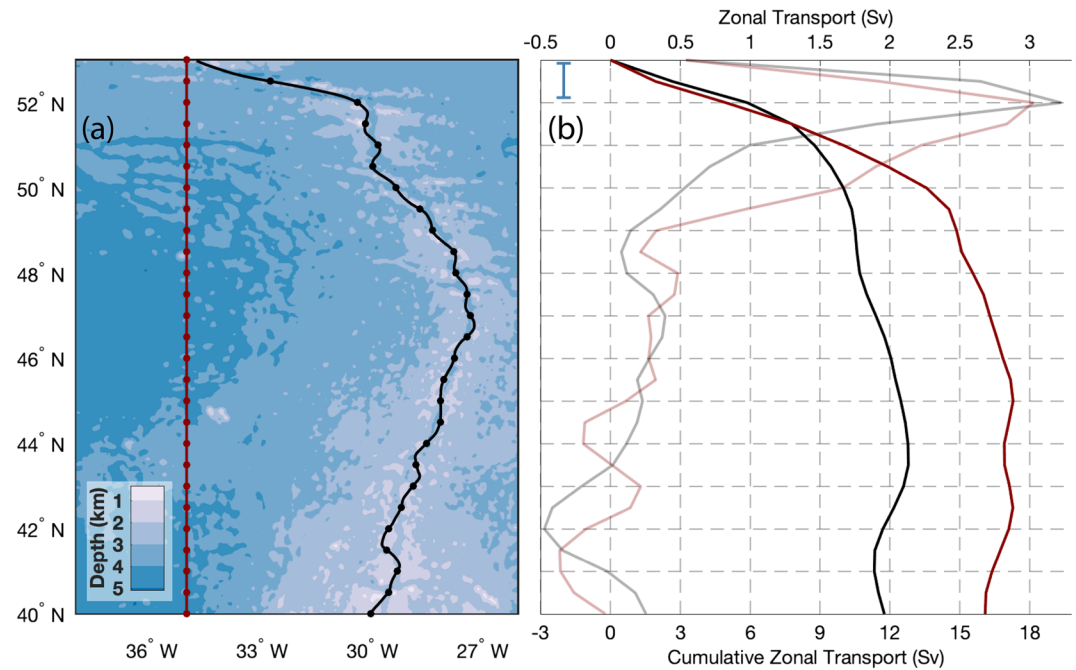 Zonal Transport (Sv)
-0.5 0 0.5 1 1.5 2 2.5 3
(a)
(b)
52° N
50° N
48° N
46° N
44° N
42° N
40° N
Depth (km)
1
2
3
4
5
36° W 33° W 30° W 27° W
-3 0 3 6 9 12 15 18
Cumulative Zonal Transport (Sv)